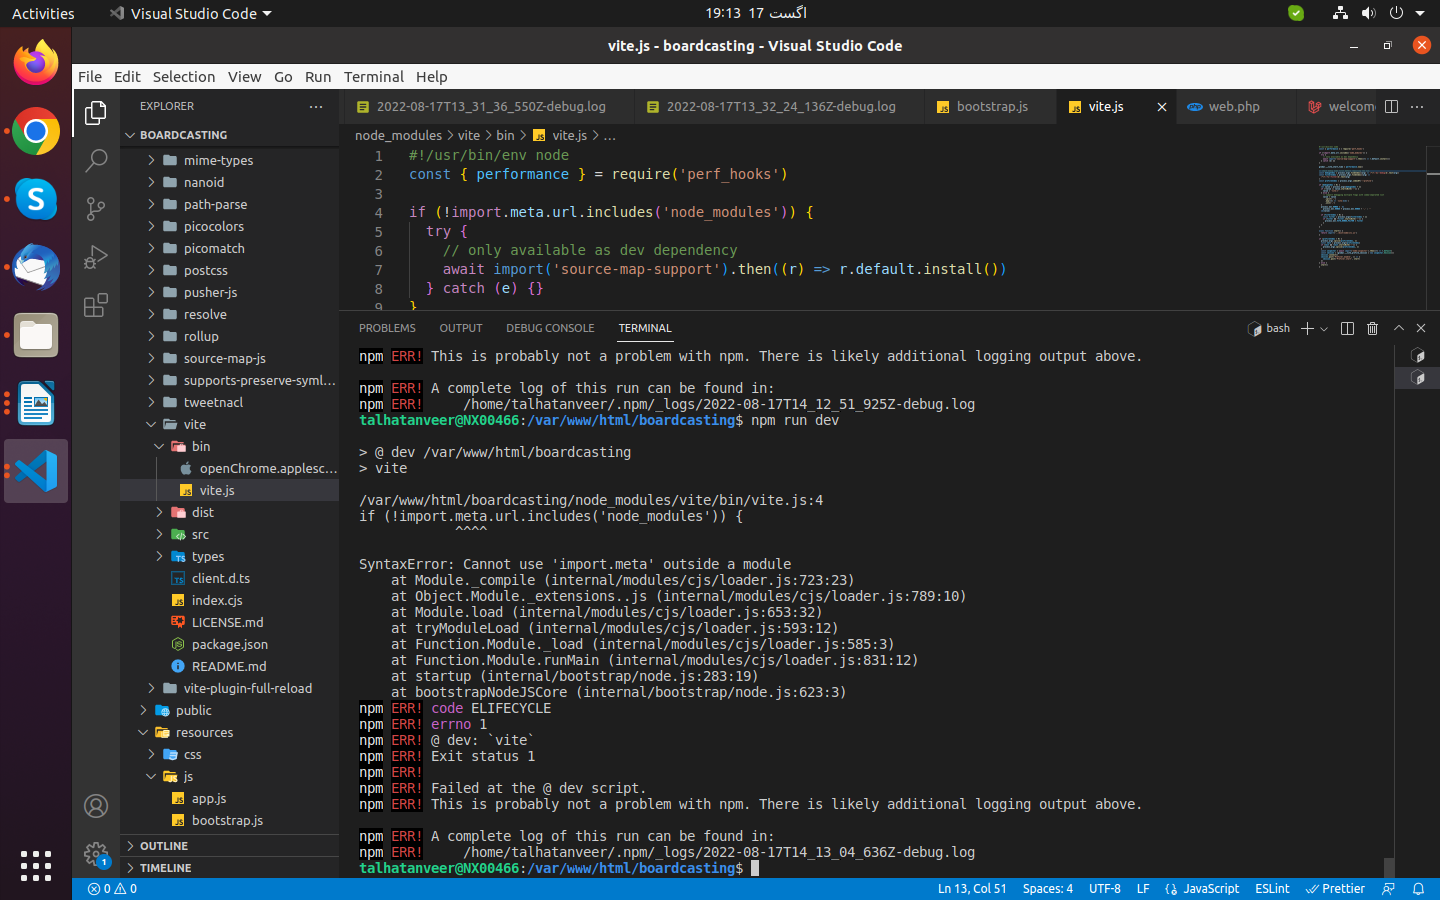 Activities
Visual Studio Code
19:13 17 اگست
vite.js - boardcasting - Visual Studio Code
File Edit Selection View Go Run Terminal Help
EXPLORER
BOARDCASTING
mime-types
nanoid
path-parse
picocolors
picomatch
postcss
pusher-js
resolve
rollup
source-map-js
supports-preserve-syml...
tweetnacl
vite
bin
openChrome.applesc...
vite.js
dist
src
types
client.d.ts
index.cjs
LICENSE.md
package.json
README.md
vite-plugin-full-reload
public
resources
css
js
app.js
bootstrap.js
OUTLINE
TIMELINE
2022-08-17T13_31_36_550Z-debug.log
2022-08-17T13_32_24_136Z-debug.log
bootstrap.js
vite.js
web.php
welcom
node_modules > vite > bin > vite.js > ...
1 #!/usr/bin/env node
2 const { performance } = require('perf_hooks')
3
4 if (!import.meta.url.includes('node_modules')) {
5 try {
6 // only available as dev dependency
7 await import('source-map-support').then((r) => r.default.install())
8 } catch (e) {}
9 }
PROBLEMS OUTPUT DEBUG CONSOLE TERMINAL
bash
npm ERR! This is probably not a problem with npm. There is likely additional logging output above.
npm ERR! A complete log of this run can be found in:
npm ERR! /home/talhatanveer/.npm/_logs/2022-08-17T14_12_51_925Z-debug.log
talhatanveer@NX00466:/var/www/html/boardcasting$ npm run dev
> @ dev /var/www/html/boardcasting
> vite
/var/www/html/boardcasting/node_modules/vite/bin/vite.js:4
if (!import.meta.url.includes('node_modules')) {
^^^^
SyntaxError: Cannot use 'import.meta' outside a module
at Module._compile (internal/modules/cjs/loader.js:723:23)
at Object.Module._extensions..js (internal/modules/cjs/loader.js:789:10)
at Module.load (internal/modules/cjs/loader.js:653:32)
at tryModuleLoad (internal/modules/cjs/loader.js:593:12)
at Function.Module._load (internal/modules/cjs/loader.js:585:3)
at Function.Module.runMain (internal/modules/cjs/loader.js:831:12)
at startup (internal/bootstrap/node.js:283:19)
at bootstrapNodeJSCore (internal/bootstrap/node.js:623:3)
npm ERR! code ELIFECYCLE
npm ERR! errno 1
npm ERR! @ dev: `vite`
npm ERR! Exit status 1
npm ERR!
npm ERR! Failed at the @ dev script.
npm ERR! This is probably not a problem with npm. There is likely additional logging output above.
npm ERR! A complete log of this run can be found in:
npm ERR! /home/talhatanveer/.npm/_logs/2022-08-17T14_13_04_636Z-debug.log
talhatanveer@NX00466:/var/www/html/boardcasting$
1
0 0
Ln 13, Col 51 Spaces: 4 UTF-8 LF JavaScript ESLint Prettier